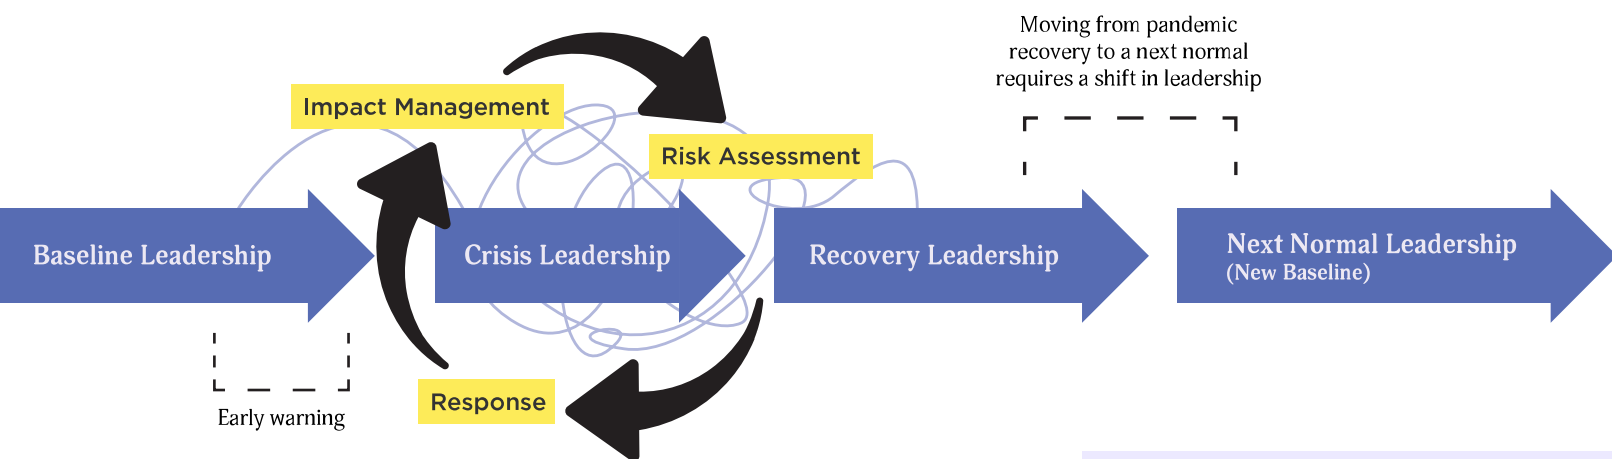 Moving from pandemic
recovery to a next normal
requires a shift in leadership
Impact Management
Risk Assessment
Baseline Leadership
Crisis Leadership
Recovery Leadership
Next Normal Leadership
(New Baseline)
Response
Early warning